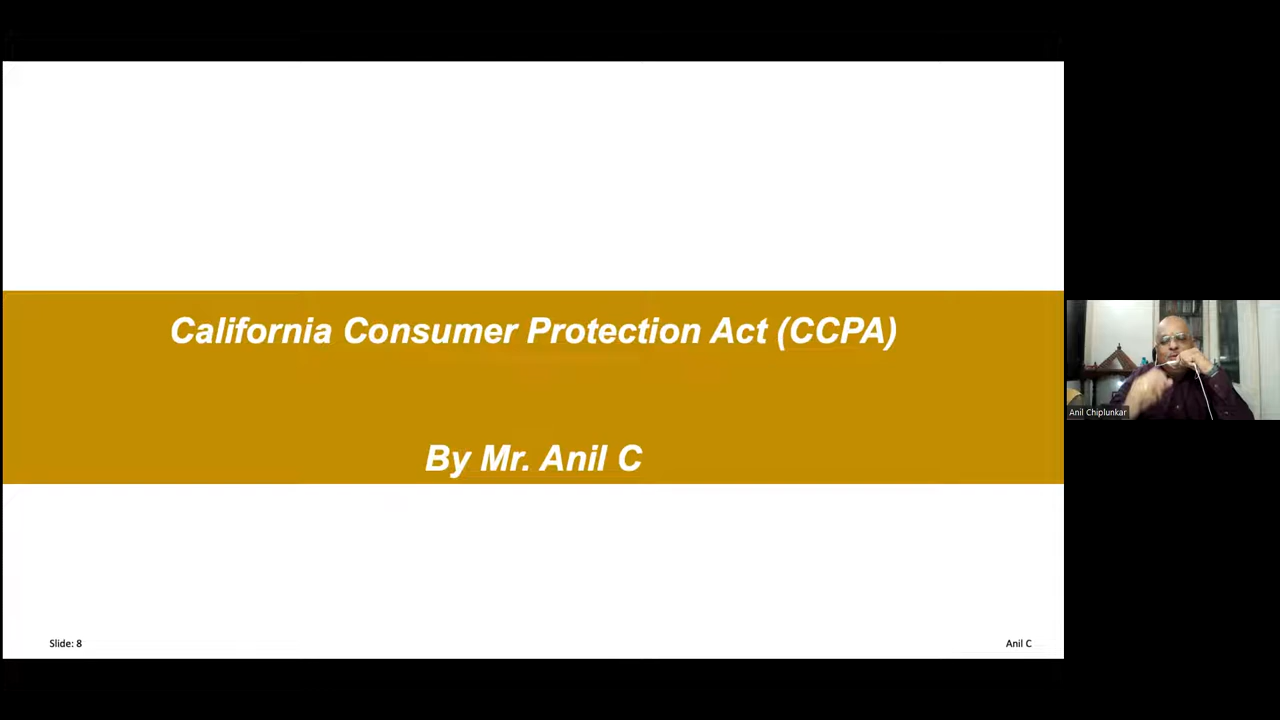 California Consumer Protection Act (CCPA)
By Mr. Anil C
Anil Chiplunkar
Slide: 8
Anil C